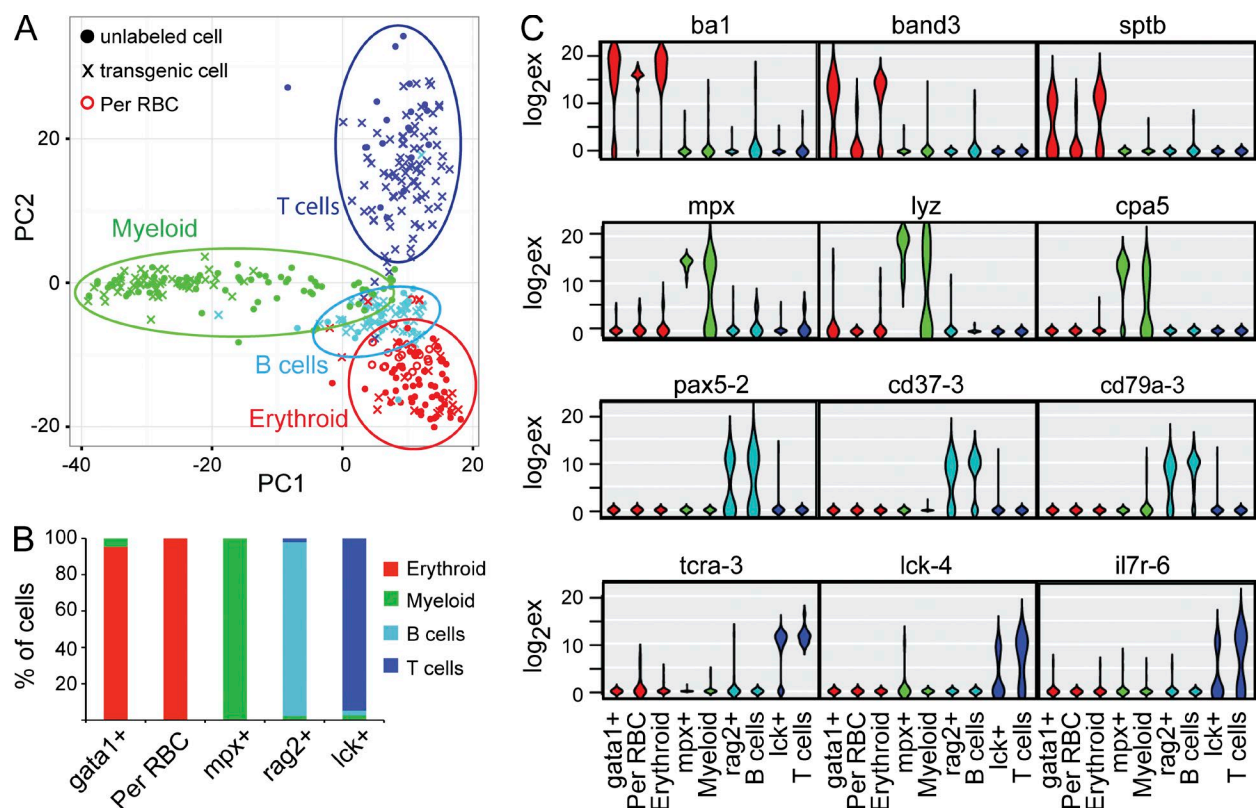 A
unlabeled cell
transgenic cell
Per RBC
T cells
Myeloid
B cells
Erythroid
PC2
20
0
-20
-40
-20
0
20
PC1
B
% of cells
100
80
60
40
20
gata1+
Per RBC
mpx+
rag2+
lck+
Erythroid
Myeloid
B cells
T cells
C
ba1 band3 sptb
log2ex
20
10
0
mpx lyz cpa5
log2ex
20
10
0
pax5-2 cd37-3 cd79a-3
log2ex
20
10
0
tcra-3 lck-4 il7r-6
log2ex
20
10
0
gata1+
Per RBC
Erythroid
mpx+
Myeloid
rag2+
B cells
lck+
T cells
gata1+
Per RBC
Erythroid
mpx+
Myeloid
rag2+
B cells
lck+
T cells
gata1+
Per RBC
Erythroid
mpx+
Myeloid
rag2+
B cells
lck+
T cells